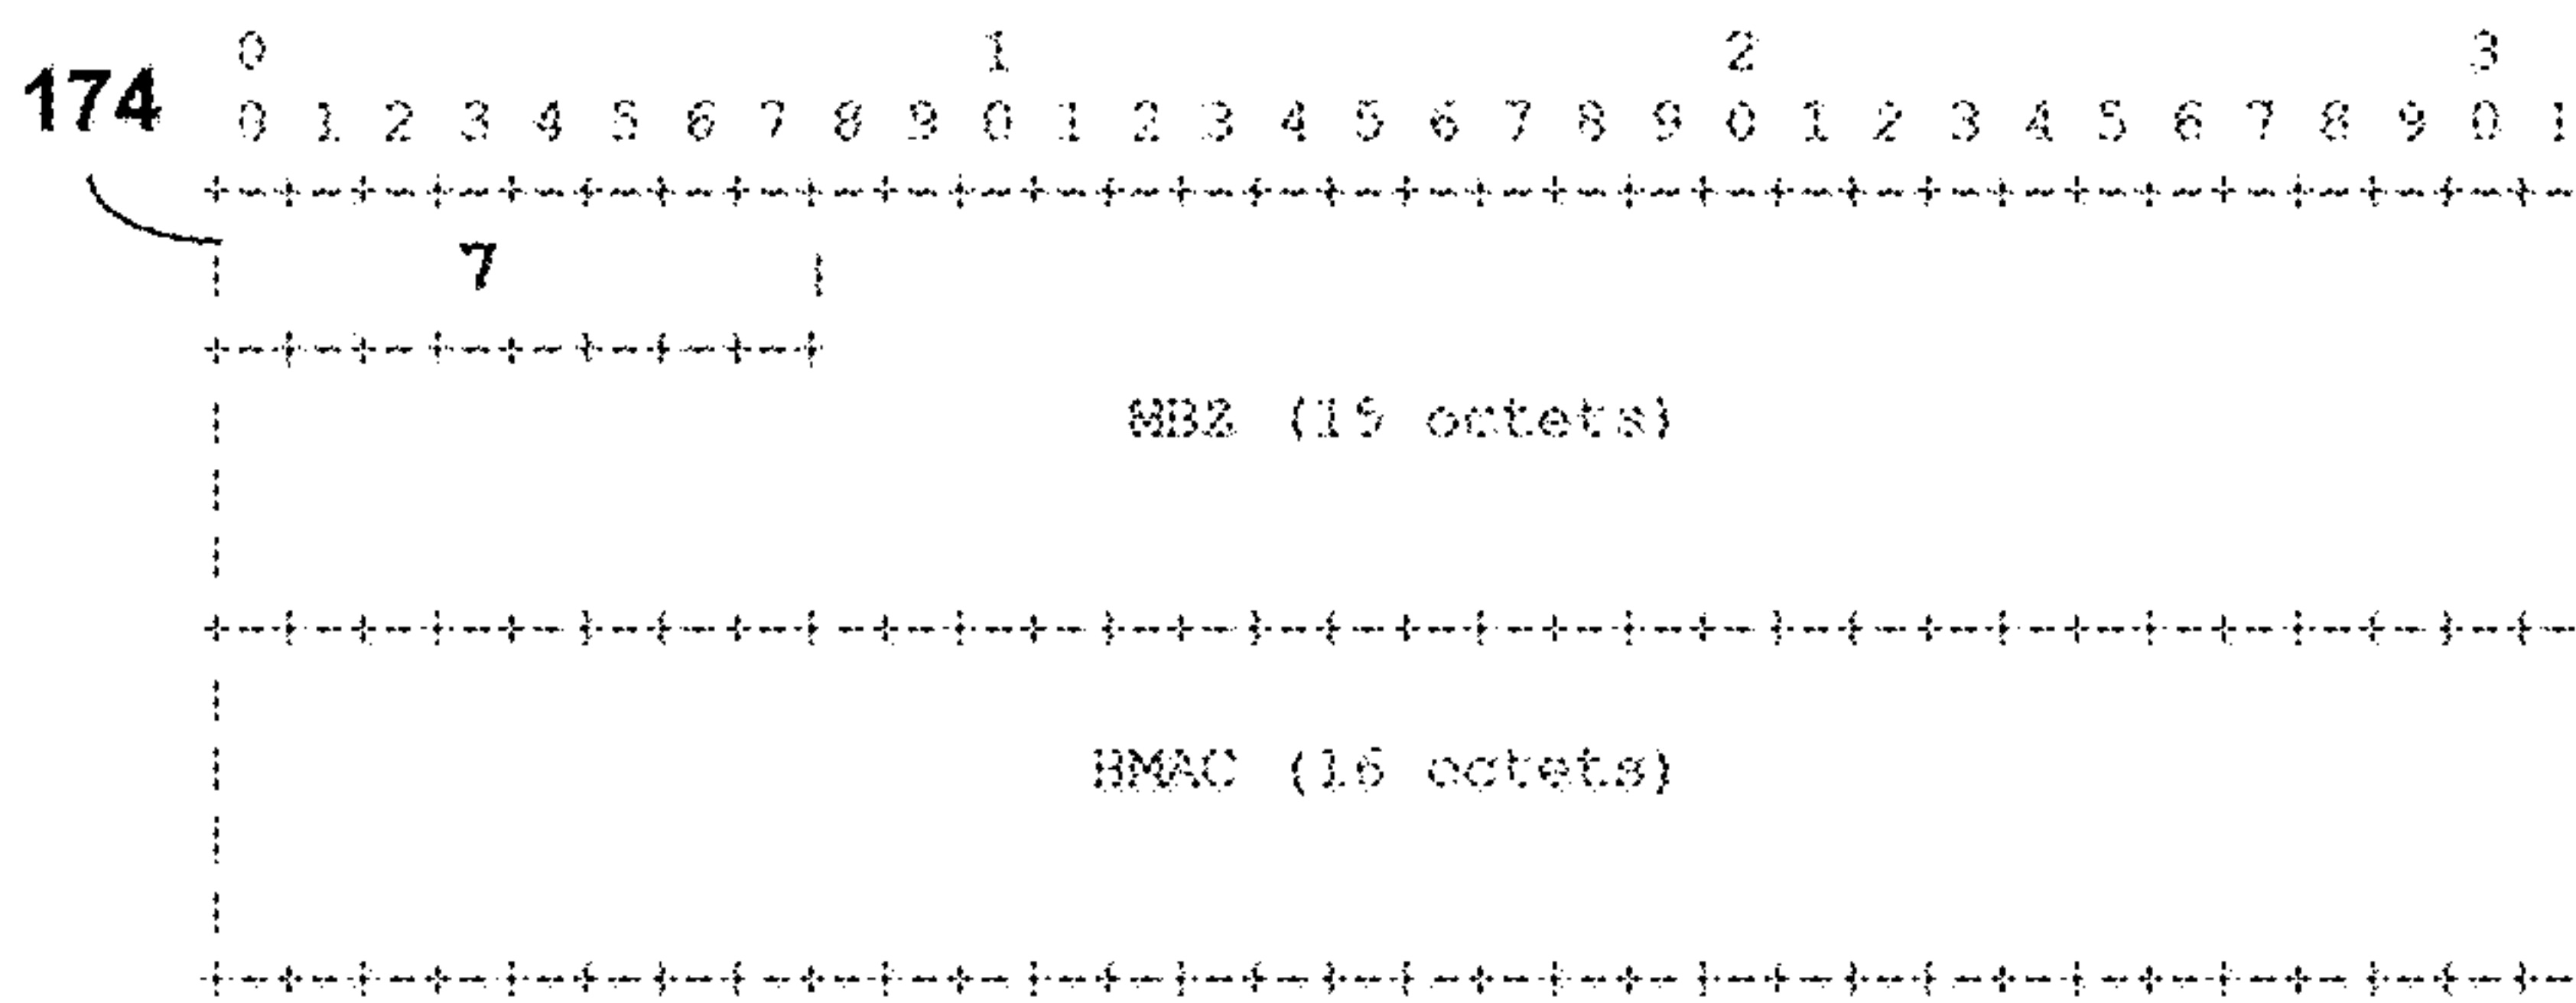 0 1 2 3
174 0 1 2 3 4 5 6 7 8 9 0 1 2 3 4 5 6 7 8 9 0 1 2 3 4 5 6 7 8 9 0 1
7
MBZ (15 octets)
HMAC (16 octets)